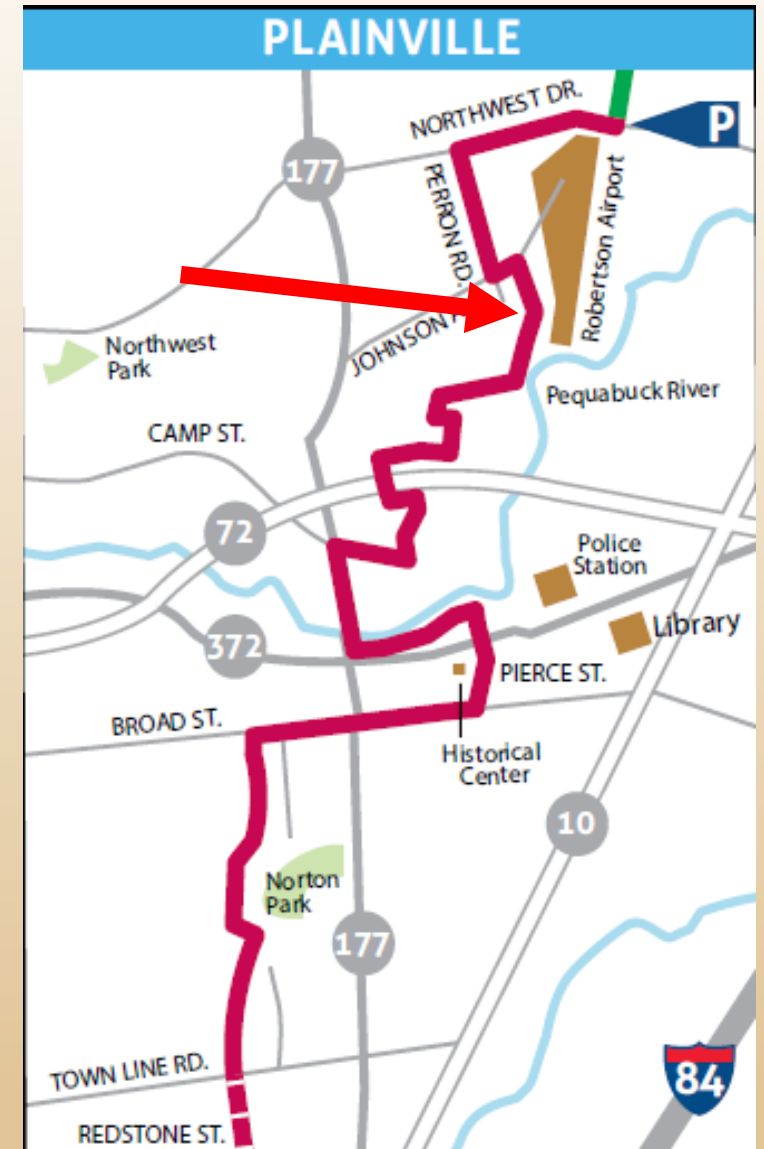 PLAINVILLE
NORTHWEST DR.
P
177
PERRON RD.
Robertson Airport
JOHNSON
Northwest
Park
Pequabuck River
CAMP ST.
72
Police
Station
Library
372
PIERCE ST.
BROAD ST.
Historical
Center
10
Norton
Park
177
TOWN LINE RD.
84
REDSTONE ST.